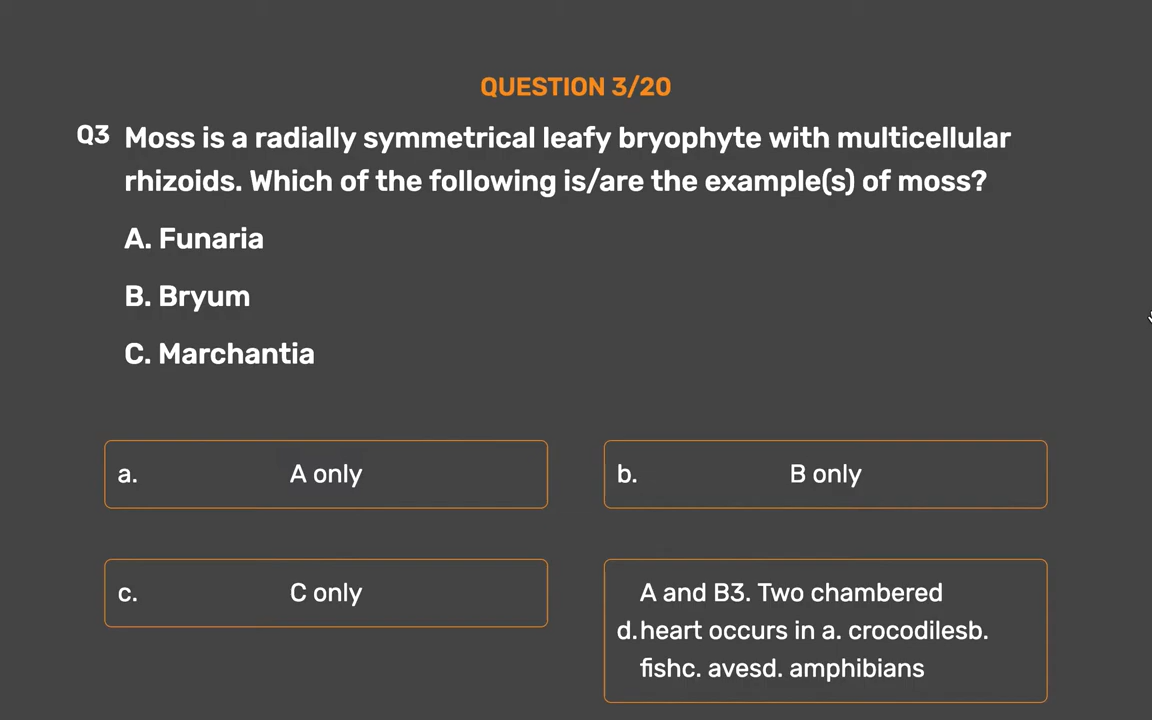 QUESTION 3/20
Q3 Moss is a radially symmetrical leafy bryophyte with multicellular
rhizoids. Which of the following is/are the example(s) of moss?
A. Funaria
B. Bryum
C. Marchantia
a. A only
b. B only
c. C only
A and B3. Two chambered
d. heart occurs in a. crocodilesb.
fishc. avesd. amphibians